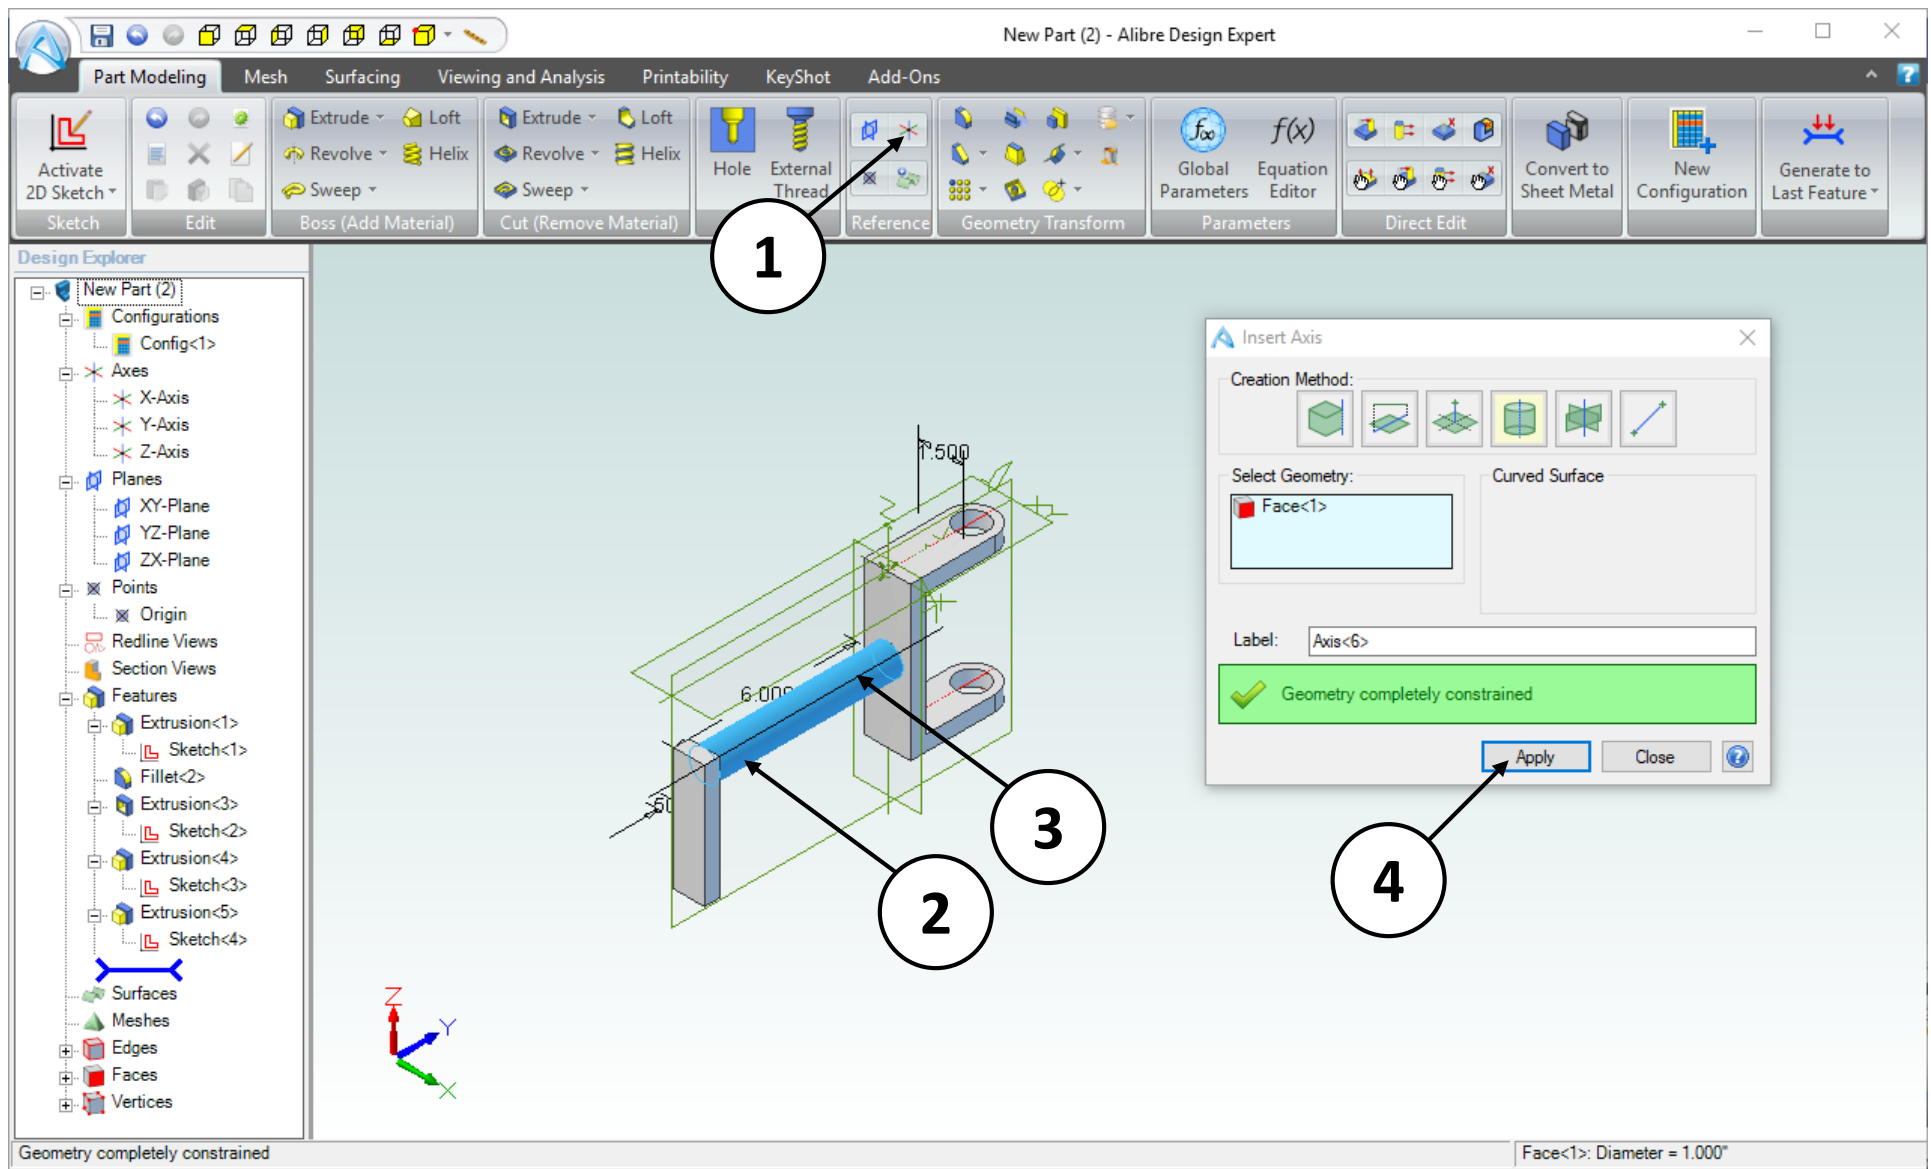 New Part (2) - Alibre Design Expert
Part Modeling Mesh Surfacing Viewing and Analysis Printability KeyShot Add-Ons
Activate
2D Sketch
Sketch
Edit
Extrude Loft
Revolve Helix
Sweep
Boss (Add Material)
Extrude Loft
Revolve Helix
Sweep
Cut (Remove Material)
Hole
External
Thread
Reference
Geometry Transform
f∞
Global
Parameters
f(x)
Equation
Editor
Parameters
Direct Edit
Convert to
Sheet Metal
New
Configuration
Generate to
Last Feature
1
Design Explorer
New Part (2)
Configurations
Config<1>
Axes
X-Axis
Y-Axis
Z-Axis
Planes
XY-Plane
YZ-Plane
ZX-Plane
Points
Origin
Redline Views
Section Views
Features
Extrusion<1>
Sketch<1>
Fillet<2>
Extrusion<3>
Sketch<2>
Extrusion<4>
Sketch<3>
Extrusion<5>
Sketch<4>
Surfaces
Meshes
Edges
Faces
Vertices
1.500
2
3
Z
Y
X
Insert Axis
Creation Method:
Select Geometry:
Face<1>
Curved Surface
Label: Axis<6>
Geometry completely constrained
Apply Close
4
Geometry completely constrained
Face<1>: Diameter = 1.000"